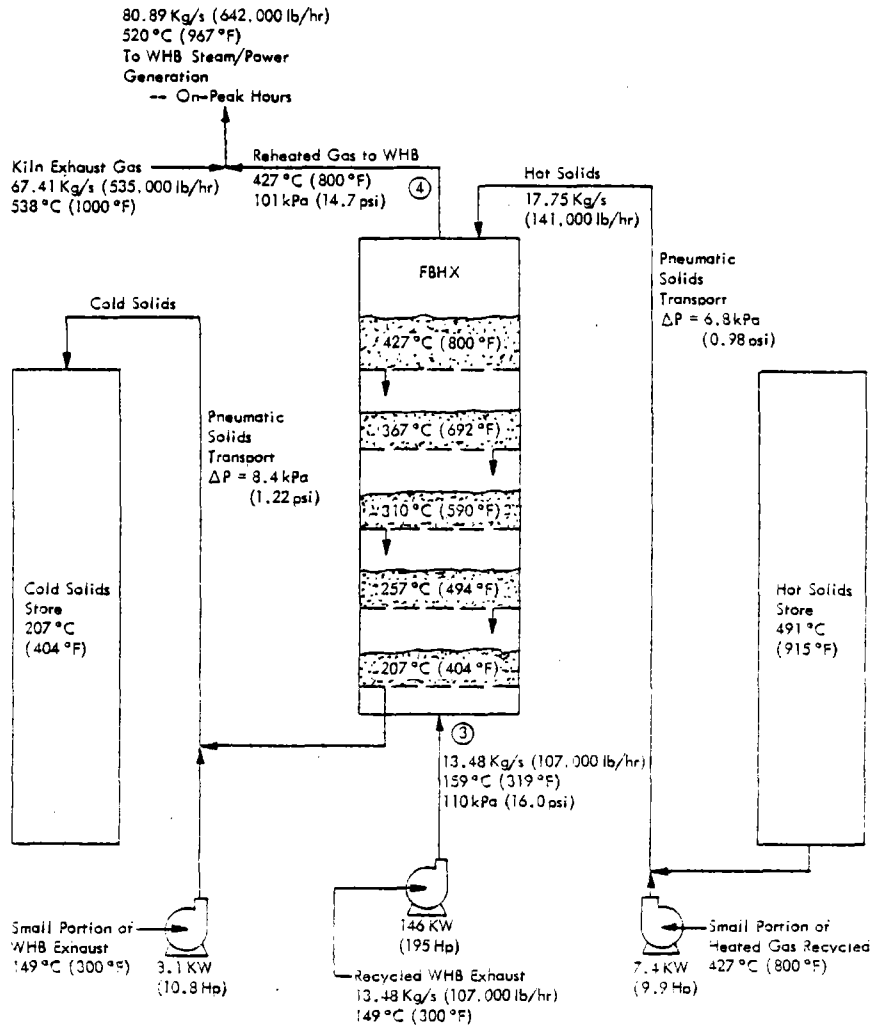 80.89 Kg/s (642,000 lb/hr)
520 °C (967 °F)
To WHB Steam/Power
Generation
-- On-Peak Hours
Kiln Exhaust Gas
67.41 Kg/s (535,000 lb/hr)
538 °C (1000 °F)
Reheated Gas to WHB
427 °C (800 °F)
101 kPa (14.7 psi)
4
Hot Solids
17.75 Kg/s
(141,000 lb/hr)
FBHX
Pneumatic
Solids
Transport
ΔP = 6.8 kPa
(0.98 psi)
Cold Solids
427 °C (800 °F)
Pneumatic
Solids
Transport
ΔP = 8.4 kPa
(1.22 psi)
367 °C (692 °F)
310 °C (590 °F)
Cold Solids
Store
207 °C
(404 °F)
257 °C (494 °F)
Hot Solids
Store
491 °C
(915 °F)
207 °C (404 °F)
3
13.48 Kg/s (107,000 lb/hr)
159 °C (319 °F)
110 kPa (16.0 psi)
Small Portion of
WHB Exhaust
149 °C (300 °F)
3.1 KW
(10.8 Hp)
146 KW
(195 Hp)
Recycled WHB Exhaust
13.48 Kg/s (107,000 lb/hr)
149 °C (300 °F)
7.4 KW
(9.9 Hp)
Small Portion of
Heated Gas Recycled
427 °C (800 °F)